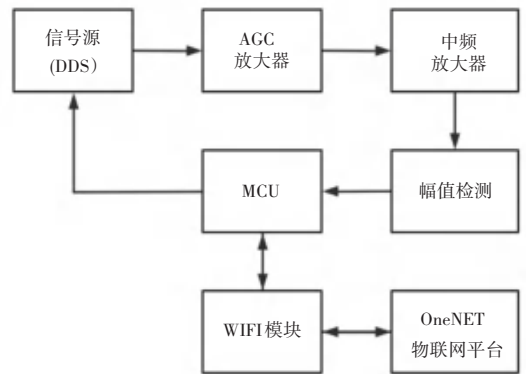 信号源
(DDS）
AGC
放大器
中频
放大器
MCU
幅值检测
WIFI模块
OneNET
物联网平台